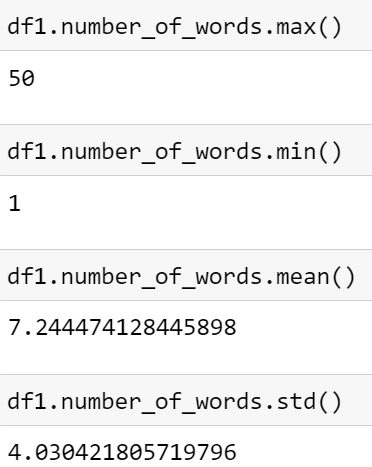 df1.number_of_words.max()
50
df1.number_of_words.min()
1
df1.number_of_words.mean()
7.244474128445898
df1.number_of_words.std()
4.030421805719796